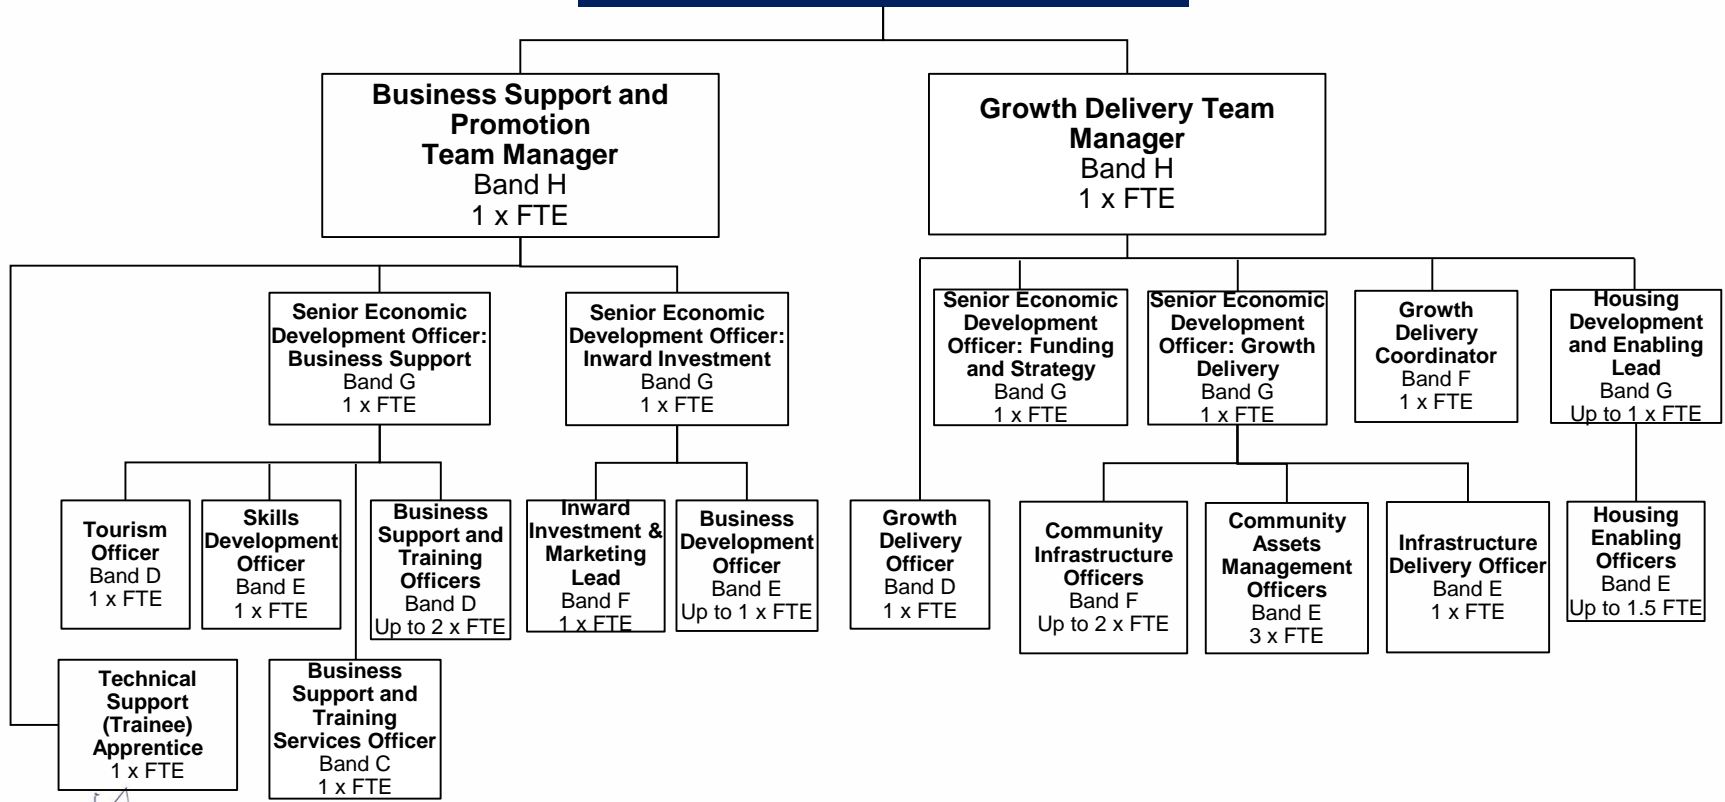 Business Support and
Promotion
Team Manager
Band H
1 x FTE
Growth Delivery Team
Manager
Band H
1 x FTE
Senior Economic
Development Officer:
Business Support
Band G
1 x FTE
Senior Economic
Development Officer:
Inward Investment
Band G
1 x FTE
Senior Economic
Development
Officer: Funding
and Strategy
Band G
1 x FTE
Senior Economic
Development
Officer: Growth
Delivery
Band G
1 x FTE
Growth
Delivery
Coordinator
Band F
1 x FTE
Housing
Development
and Enabling
Lead
Band G
Up to 1 x FTE
Tourism
Officer
Band D
1 x FTE
Skills
Development
Officer
Band E
1 x FTE
Business
Support and
Training
Officers
Band D
Up to 2 x FTE
Inward
Investment &
Marketing
Lead
Band F
1 x FTE
Business
Development
Officer
Band E
Up to 1 x FTE
Growth
Delivery
Officer
Band D
1 x FTE
Community
Infrastructure
Officers
Band F
Up to 2 x FTE
Community
Assets
Management
Officers
Band E
3 x FTE
Infrastructure
Delivery Officer
Band E
1 x FTE
Housing
Enabling
Officers
Band E
Up to 1.5 FTE
Technical
Support
(Trainee)
Apprentice
1 x FTE
Business
Support and
Training
Services Officer
Band C
1 x FTE